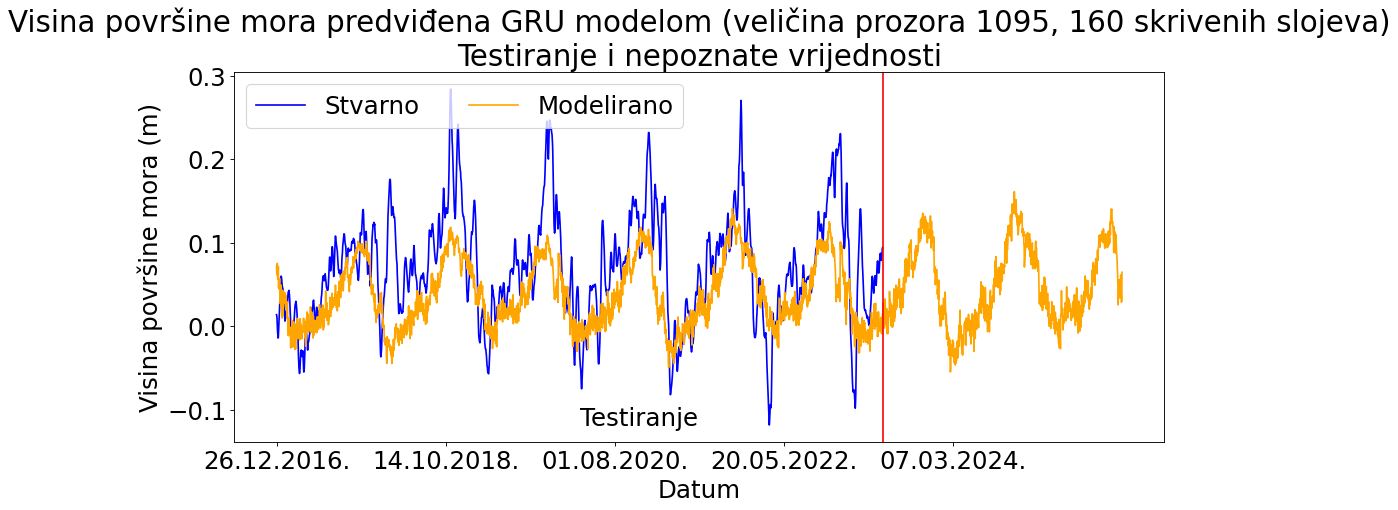 Visina površine mora predviđena GRU modelom (veličina prozora 1095, 160 skrivenih slojeva)
Testiranje i nepoznate vrijednosti
Stvarno
Modelirano
Visina površine mora (m)
0.3
0.2
0.1
0.0
−0.1
Testiranje
26.12.2016.
14.10.2018.
01.08.2020.
20.05.2022.
07.03.2024.
Datum